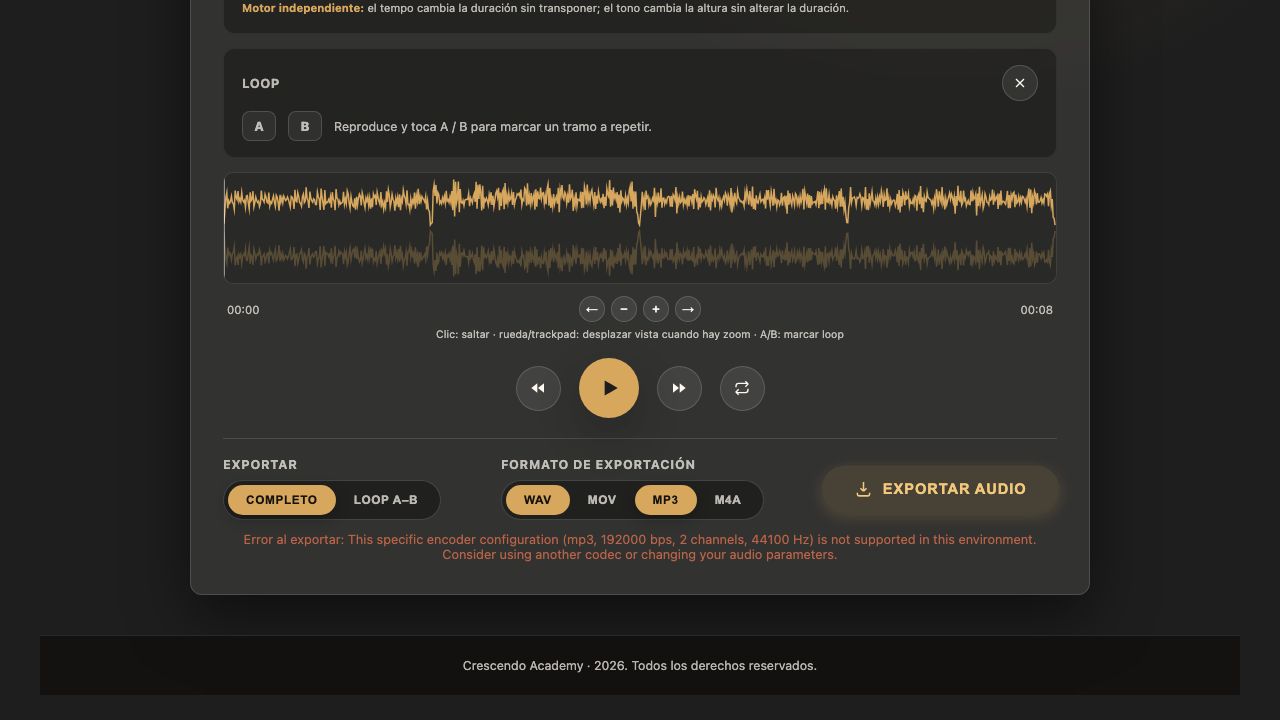 Motor independiente: el tempo cambia la duración sin transponer; el tono cambia la altura sin alterar la duración.
LOOP
A B Reproduce y toca A / B para marcar un tramo a repetir.
00:00 00:08
Clic: saltar · rueda/trackpad: desplazar vista cuando hay zoom · A/B: marcar loop
EXPORTAR
COMPLETO LOOP A–B
FORMATO DE EXPORTACIÓN
WAV MOV MP3 M4A
EXPORTAR AUDIO
Error al exportar: This specific encoder configuration (mp3, 192000 bps, 2 channels, 44100 Hz) is not supported in this environment.
Consider using another codec or changing your audio parameters.
Crescendo Academy · 2026. Todos los derechos reservados.